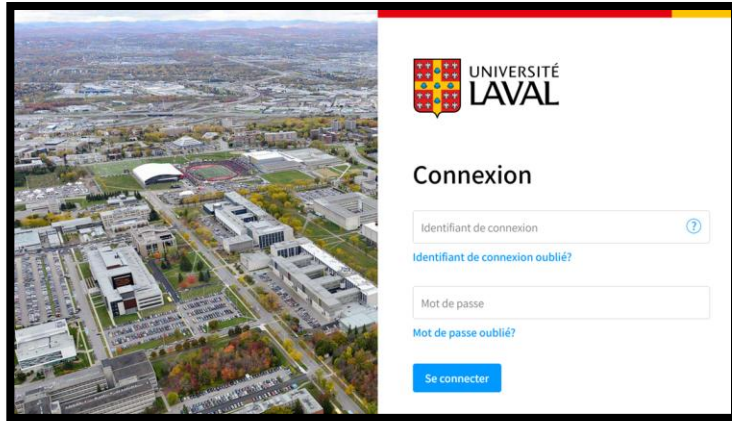 UNIVERSITÉ
LAVAL
Connexion
Identifiant de connexion
?
Identifiant de connexion oublié?
Mot de passe
Mot de passe oublié?
Se connecter